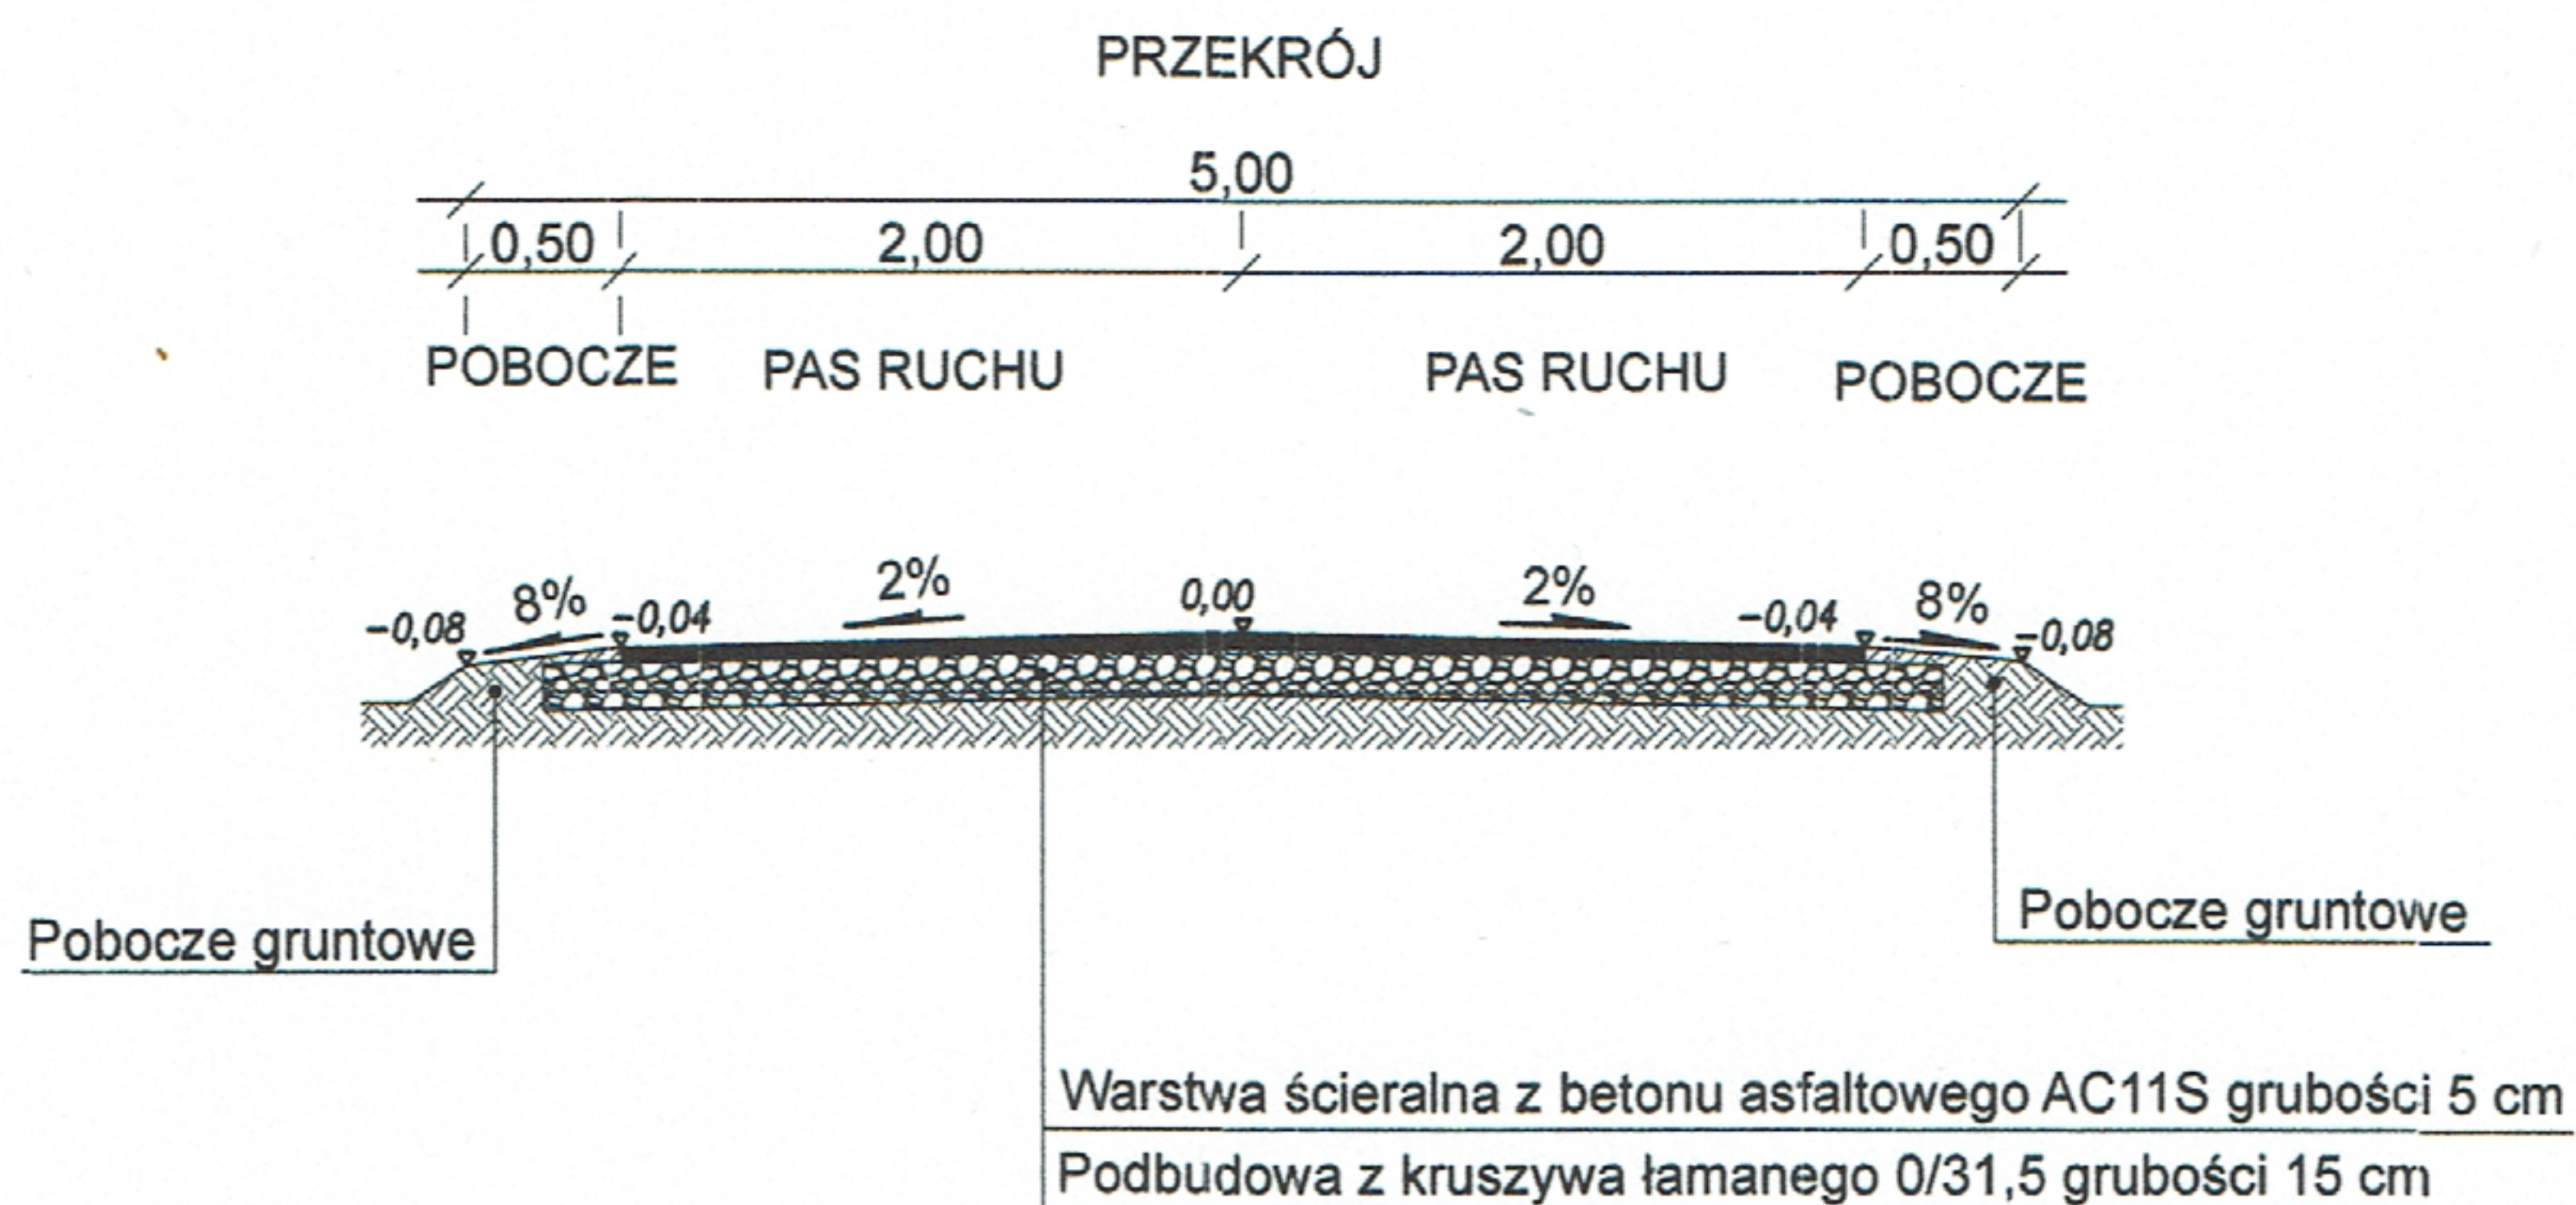 PRZEKRÓJ
5,00
0,50 2,00 2,00 0,50
POBOCZE PAS RUCHU PAS RUCHU POBOCZE
-0,08 8% -0,04 2% 0,00 2% -0,04 8% -0,08
Pobocze gruntowe Pobocze gruntowe
Warstwa ścieralna z betonu asfaltowego AC11S grubości 5 cm
Podbudowa z kruszywa łamanego 0/31,5 grubości 15 cm